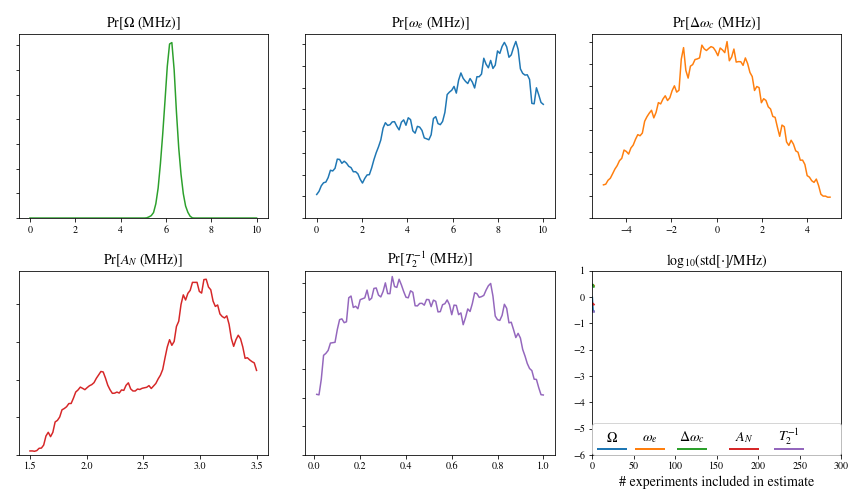 Pr[Ω (MHz)]
0 2 4 6 8 10
Pr[ωₑ (MHz)]
0 2 4 6 8 10
Pr[Δω_c (MHz)]
−4 −2 0 2 4
Pr[A_N (MHz)]
1.5 2.0 2.5 3.0 3.5
Pr[T₂⁻¹ (MHz)]
0.0 0.2 0.4 0.6 0.8 1.0
log₁₀(std[·]/MHz)
1
0
−1
−2
−3
−4
−5
−6
Ω ωₑ Δω_c A_N T₂⁻¹
0 50 100 150 200 250 300
# experiments included in estimate